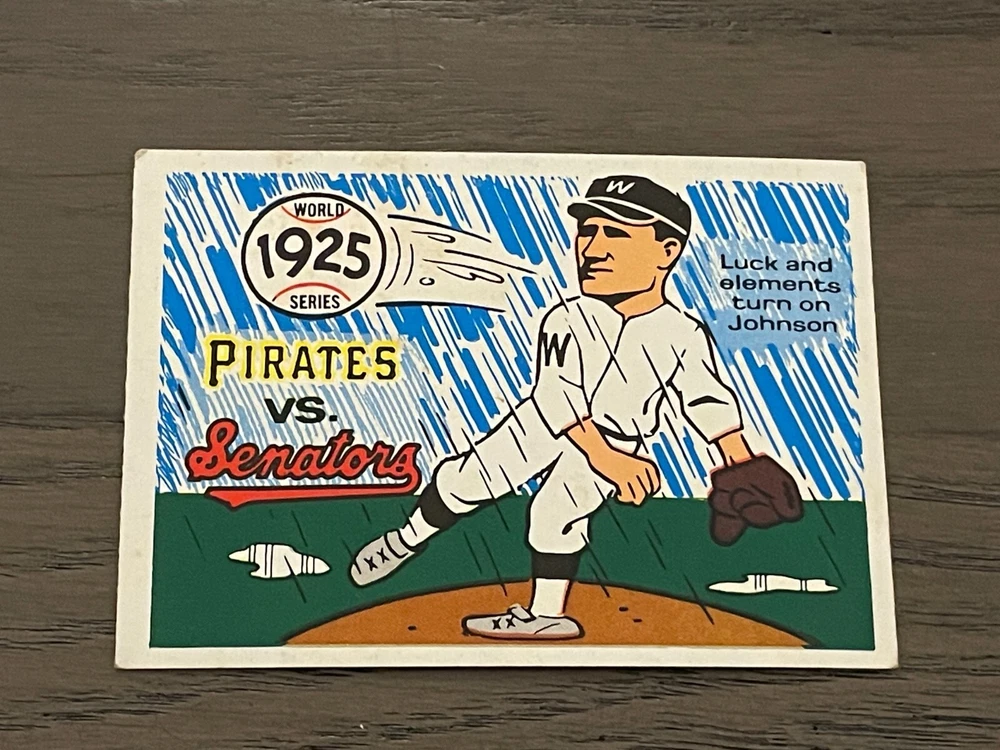 WORLD
1925
SERIES
PIRATES
VS.
Senators
W
W
Luck and
elements
turn on
Johnson